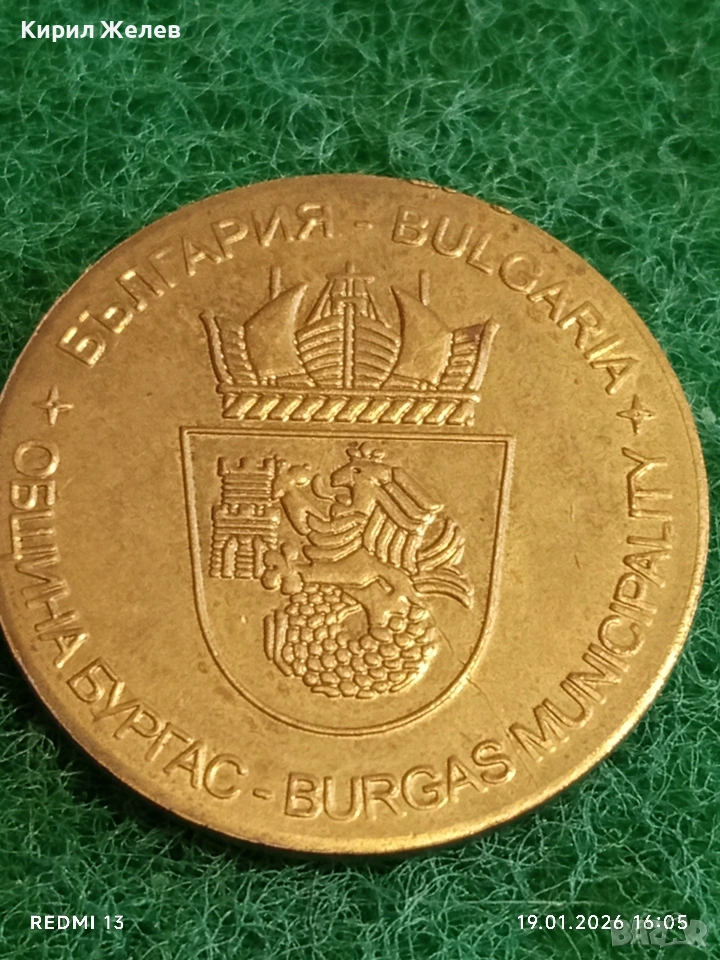 Кирил Желев
БЪЛГАРИЯ - BULGARIA
ОБЩИНА БУРГАС - BURGAS MUNICIPALITY
REDMI 13
19.01.2026 16:05